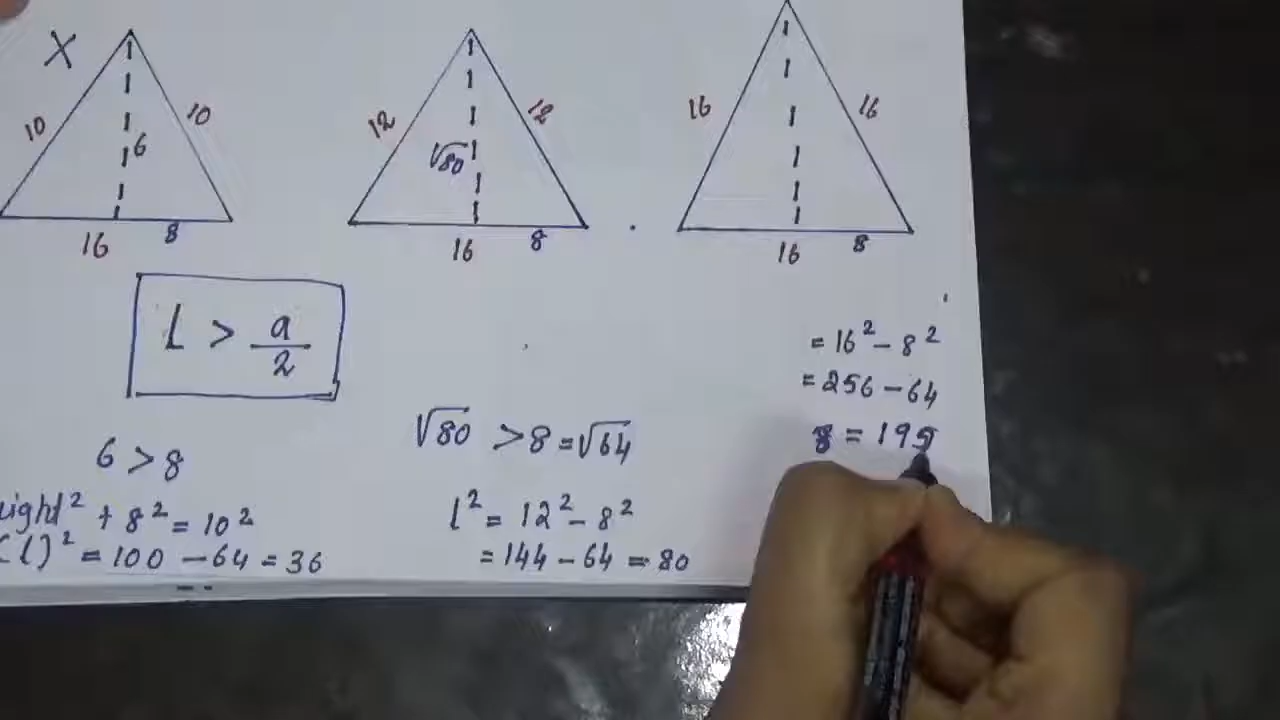 X
10
10
6
16
8
12
12
√80
16
8
16
16
16
8
l > a/2
6 > 8
ight² + 8² = 10²
(l)² = 100 - 64 = 36
√80 > 8 = √64
l² = 12² - 8²
= 144 - 64 = 80
= 16² - 8²
= 256 - 64
= 19